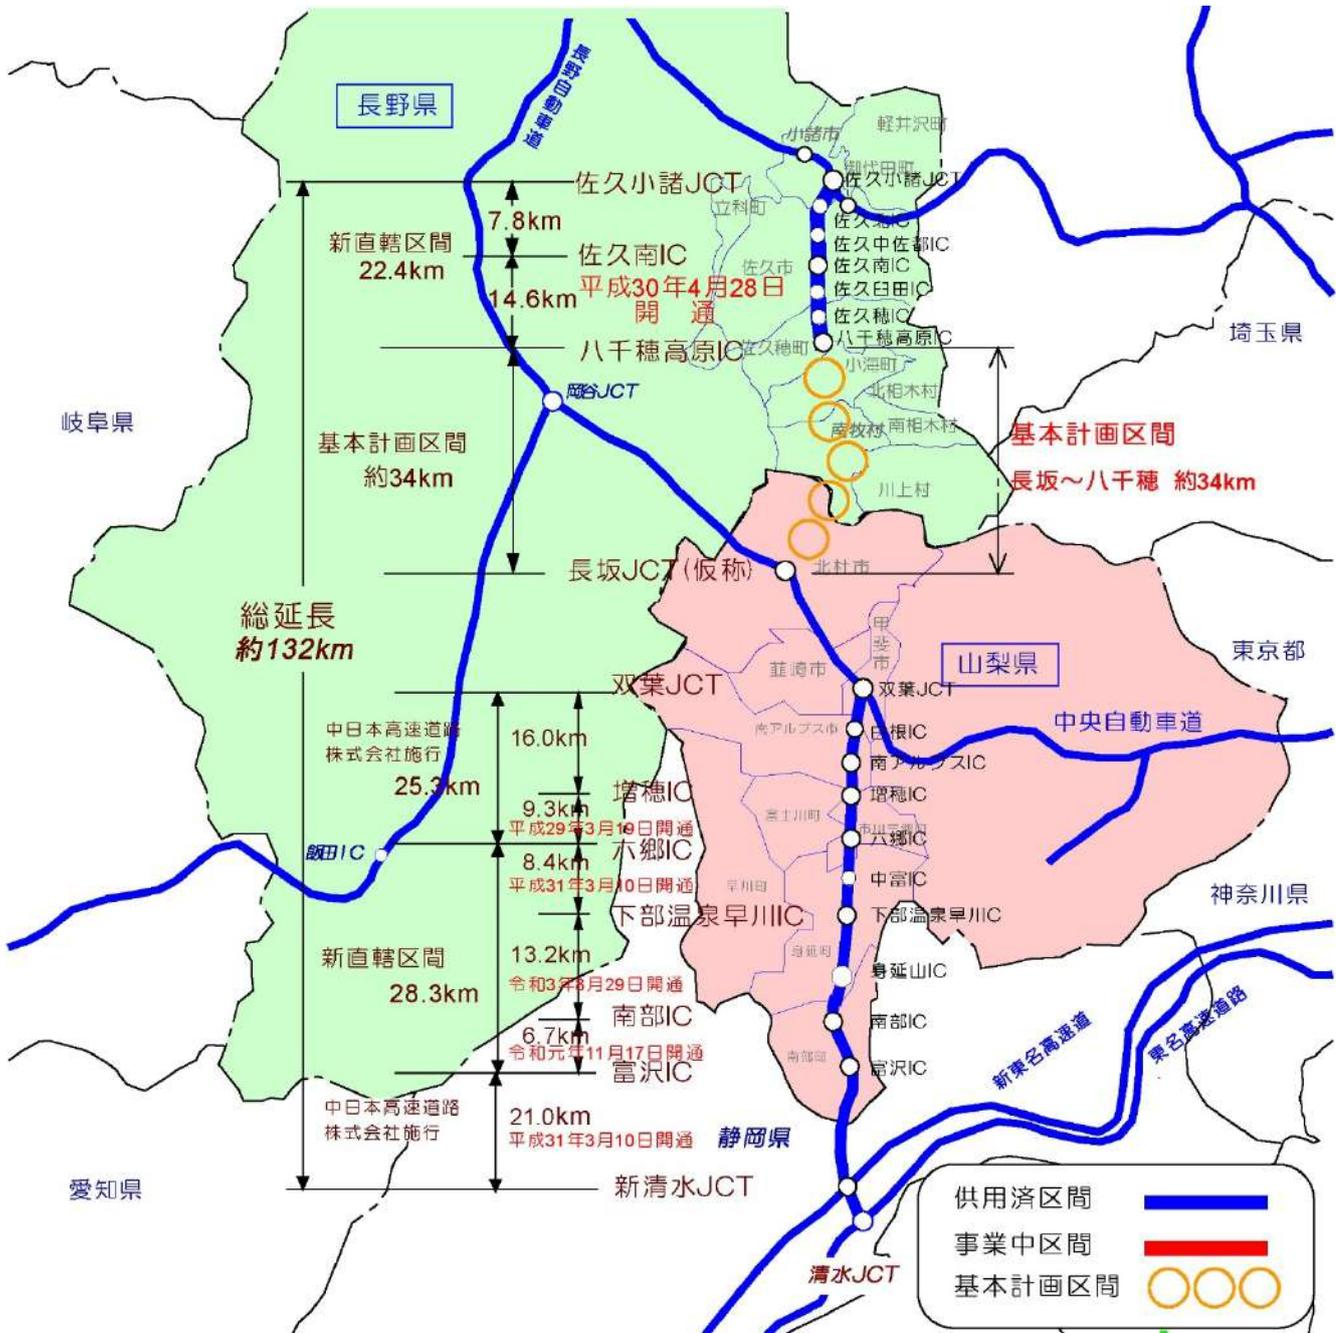 長野県
長野自動車道
小諸市
軽井沢町
御代田町
佐久小諸JCT
佐久小諸JCT
7.8km
立科町
佐久北IC
新直轄区間
22.4km
佐久中佐都IC
佐久南IC
佐久市
佐久南IC
14.6km
平成30年4月28日
開 通
佐久臼田IC
佐久穂IC
八千穂高原IC
佐久穂町
八千穂高原IC
埼玉県
小海町
岡谷JCT
北相木村
岐阜県
南牧村
南相木村
基本計画区間
約34km
基本計画区間
長坂~八千穂 約34km
川上村
長坂JCT(仮称)
北杜市
総延長
約132km
甲斐市
韮崎市
山梨県
東京都
双葉JCT
双葉JCT
中央自動車道
中日本高速道路
株式会社施行
25.3km
16.0km
南アルプス市
白根IC
南アルプスIC
増穂IC
増穂IC
9.3km
平成29年3月19日開通
富士川町
市川三郷町
六郷IC
六郷IC
飯田IC
8.4km
平成31年3月10日開通
早川町
中富IC
神奈川県
下部温泉早川IC
下部温泉早川IC
新直轄区間
28.3km
13.2km
令和3年8月29日開通
身延町
身延山IC
南部IC
南部IC
6.7km
令和元年11月17日開通
南部町
富沢IC
富沢IC
新東名高速道
東名高速道路
中日本高速道路
株式会社施行
21.0km
平成31年3月10日開通
静岡県
愛知県
新清水JCT
清水JCT
供用済区間
事業中区間
基本計画区間